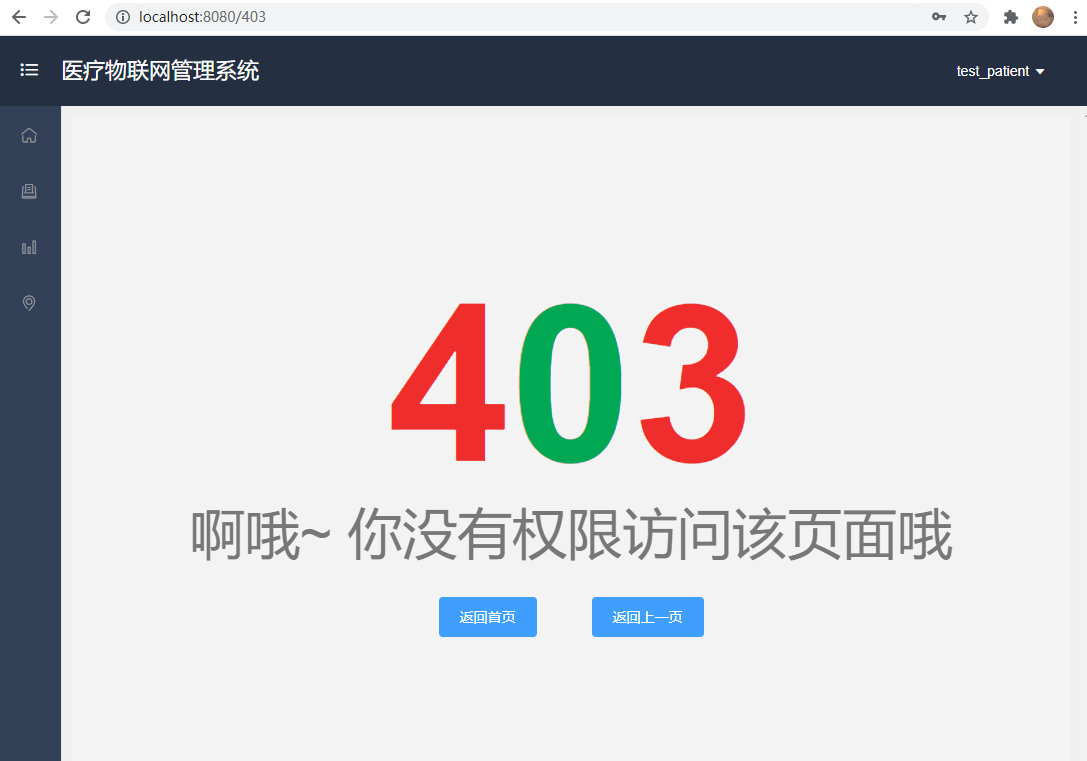 localhost:8080/403
医疗物联网管理系统
test_patient
403
啊哦~ 你没有权限访问该页面哦
返回首页
返回上一页